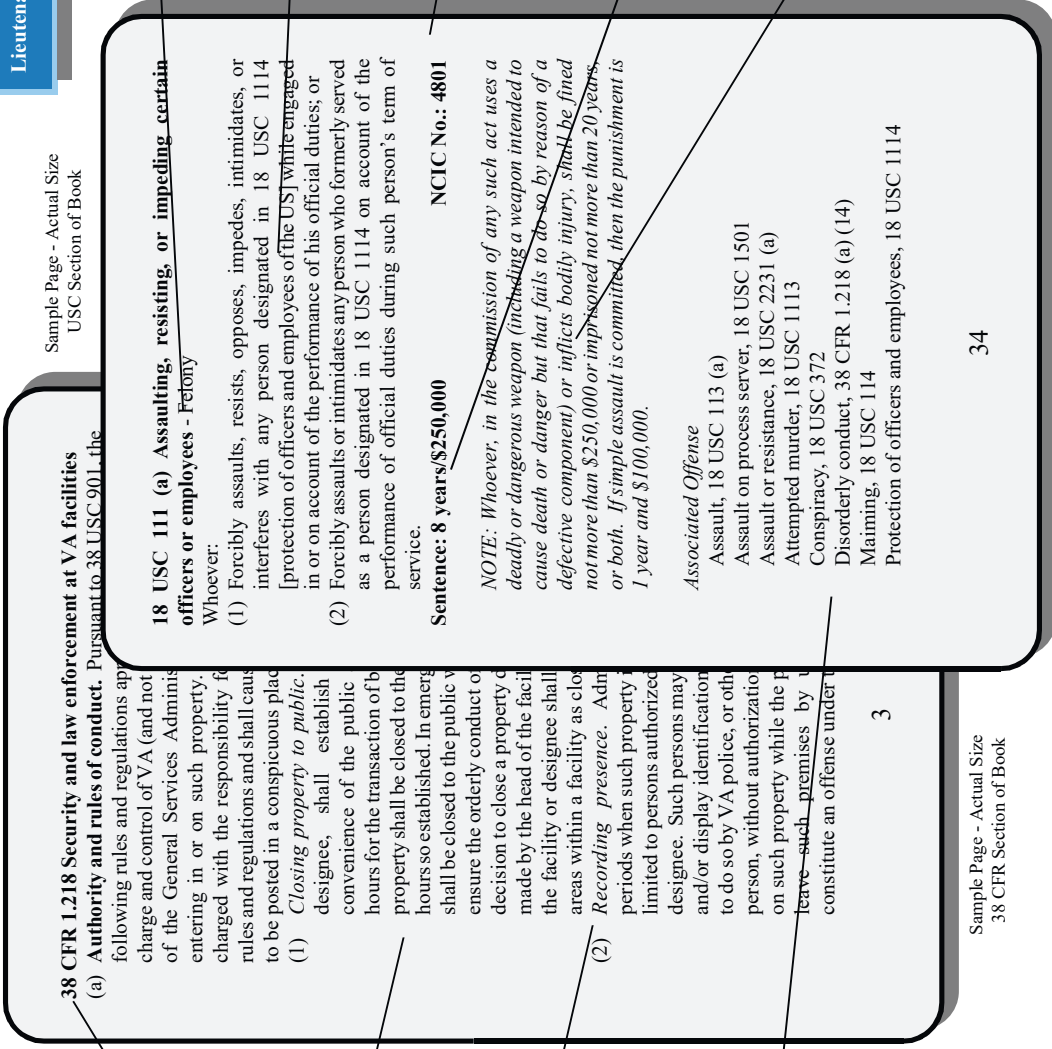 Sample Page - Actual Size
USC Section of Book
18 USC 111 (a) Assaulting, resisting, or impeding certain
officers or employees - Felony
Whoever:
(1) Forcibly assaults, resists, opposes, impedes, intimidates, or
interferes with any person designated in 18 USC 1114
[protection of officers and employees of the US] while engaged
in or on account of the performance of his official duties; or
(2) Forcibly assaults or intimidates any person who formerly served
as a person designated in 18 USC 1114 on account of the
performance of official duties during such person's term of
service.
Sentence: 8 years/$250,000 NCIC No.: 4801
NOTE: Whoever, in the commission of any such act uses a
deadly or dangerous weapon (including a weapon intended to
cause death or danger but that fails to do so by reason of a
defective component) or inflicts bodily injury, shall be fined
not more than $250,000 or imprisoned not more than 20 years,
or both. If simple assault is committed, then the punishment is
1 year and $100,000.
Associated Offense
Assault, 18 USC 113 (a)
Assault on process server, 18 USC 1501
Assault or resistance, 18 USC 2231 (a)
Attempted murder, 18 USC 1113
Conspiracy, 18 USC 372
Disorderly conduct, 38 CFR 1.218 (a) (14)
Maiming, 18 USC 114
Protection of officers and employees, 18 USC 1114
34
38 CFR 1.218 Security and law enforcement at VA facilities
(a) Authority and rules of conduct. Pursuant to 38 USC 901, the
following rules and regulations
charge and control of VA (and not
of the General Services
entering in or on such property.
charged with the responsibility
rules and regulations and shall
to be posted in a conspicuous
(1) Closing property to public.
designee, shall establish
convenience of the public
hours for the transaction of
property shall be closed to the
hours so established. In
shall be closed to the public
ensure the orderly conduct
decision to close a property
made by the head of the
the facility or designee shall
areas within a facility as
(2) Recording presence.
periods when such property
limited to persons authorized
designee. Such persons may
and/or display identification
to do so by VA police, or
person, without authorization
on such property while the
leave such premises by
constitute an offense under
3
Sample Page - Actual Size
38 CFR Section of Book